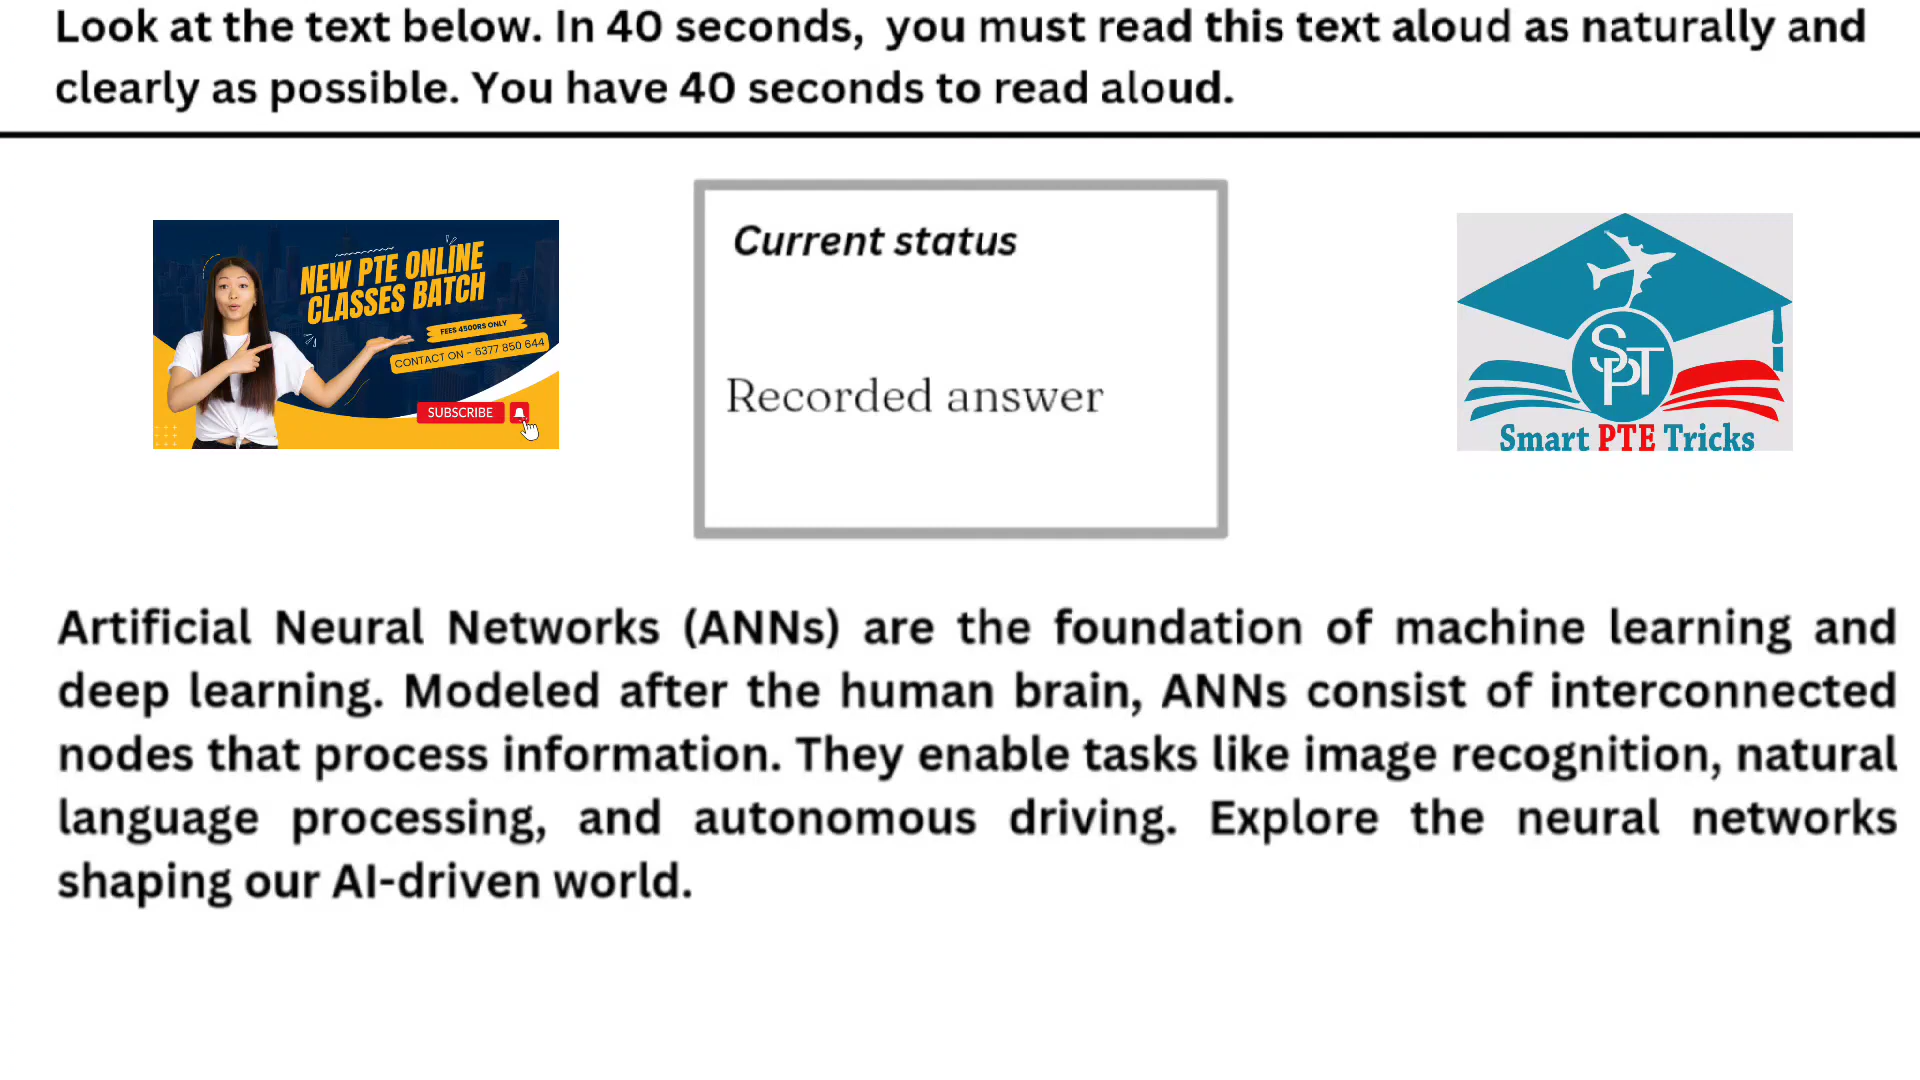 Look at the text below. In 40 seconds, you must read this text aloud as naturally and
clearly as possible. You have 40 seconds to read aloud.
NEW PTE ONLINE
CLASSES BATCH
FEES 4500RS ONLY
CONTACT ON - 6377 850 644
SUBSCRIBE
Current status
Recorded answer
SPT
Smart PTE Tricks
Artificial Neural Networks (ANNs) are the foundation of machine learning and
deep learning. Modeled after the human brain, ANNs consist of interconnected
nodes that process information. They enable tasks like image recognition, natural
language processing, and autonomous driving. Explore the neural networks
shaping our AI-driven world.